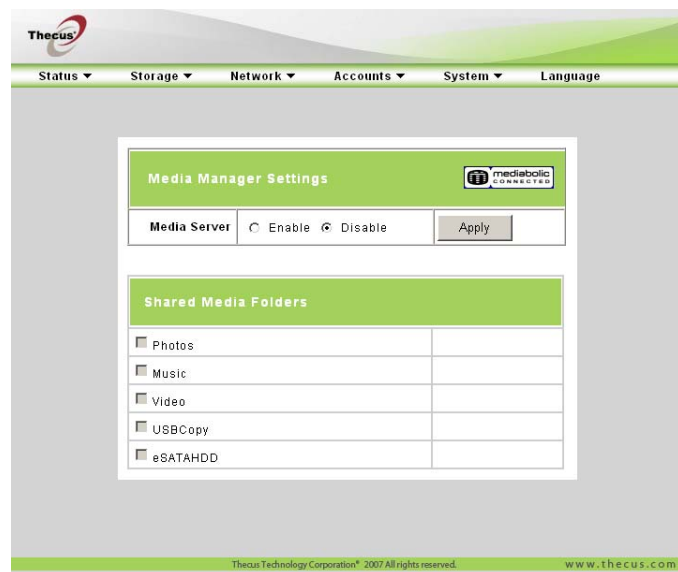 Thecus
Status ▼ Storage ▼ Network ▼ Accounts ▼ System ▼ Language
Media Manager Settings mediabolic CONNECTED
Media Server Enable Disable Apply
Shared Media Folders
Photos
Music
Video
USBCopy
eSATAHDD
Thecus Technology Corporation® 2007 All rights reserved. www.thecus.com